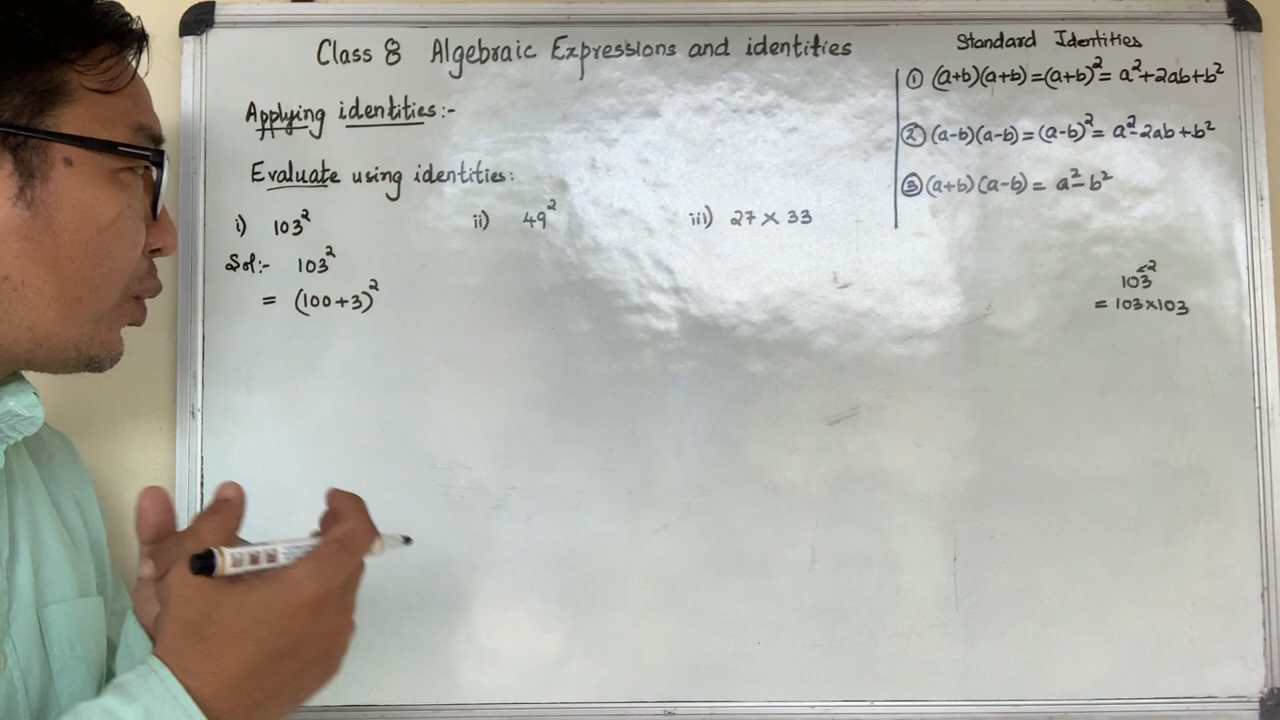 Class 8 Algebraic Expressions and identities
Applying identities:-
Evaluate using identities:
i) 103² ii) 49² iii) 27 × 33
Sol:- 103²
= (100+3)²
Standard Identities
① (a+b)(a+b) = (a+b)² = a²+2ab+b²
② (a-b)(a-b) = (a-b)² = a²-2ab+b²
③ (a+b)(a-b) = a²-b²
103²
= 103×103